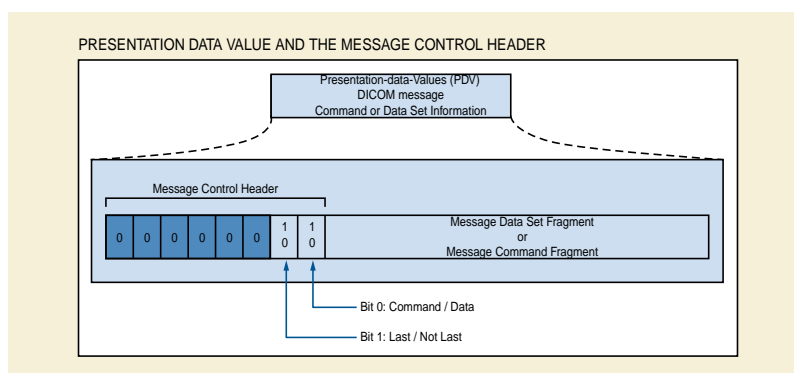 PRESENTATION DATA VALUE AND THE MESSAGE CONTROL HEADER
Presentation-data-Values (PDV)
DICOM message
Command or Data Set Information
Message Control Header
0 0 0 0 0 0 1 0 1 0
Message Data Set Fragment
or
Message Command Fragment
Bit 0: Command / Data
Bit 1: Last / Not Last